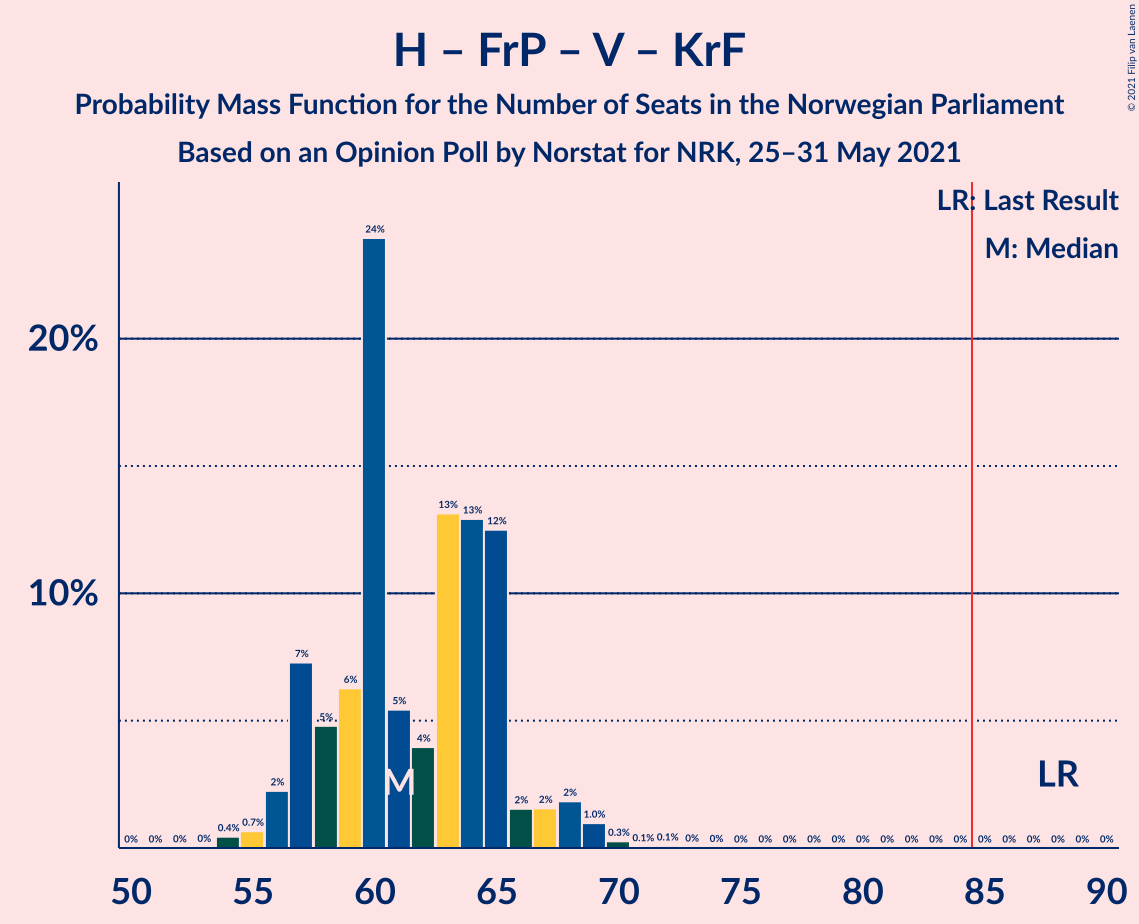 H – FrP – V – KrF
Probability Mass Function for the Number of Seats in the Norwegian Parliament
Based on an Opinion Poll by Norstat for NRK, 25–31 May 2021
© 2021 Filip van Laenen
LR: Last Result
M: Median
20%
10%
0% 0% 0% 0% 0.4% 0.7% 2% 7% 5% 6% 24% 5% 4% 13% 13% 12% 2% 2% 2% 1.0% 0.3% 0.1% 0.1% 0% 0% 0% 0% 0% 0% 0% 0% 0% 0% 0% 0% 0% 0% 0% 0% 0% 0%
M
LR
50 55 60 65 70 75 80 85 90